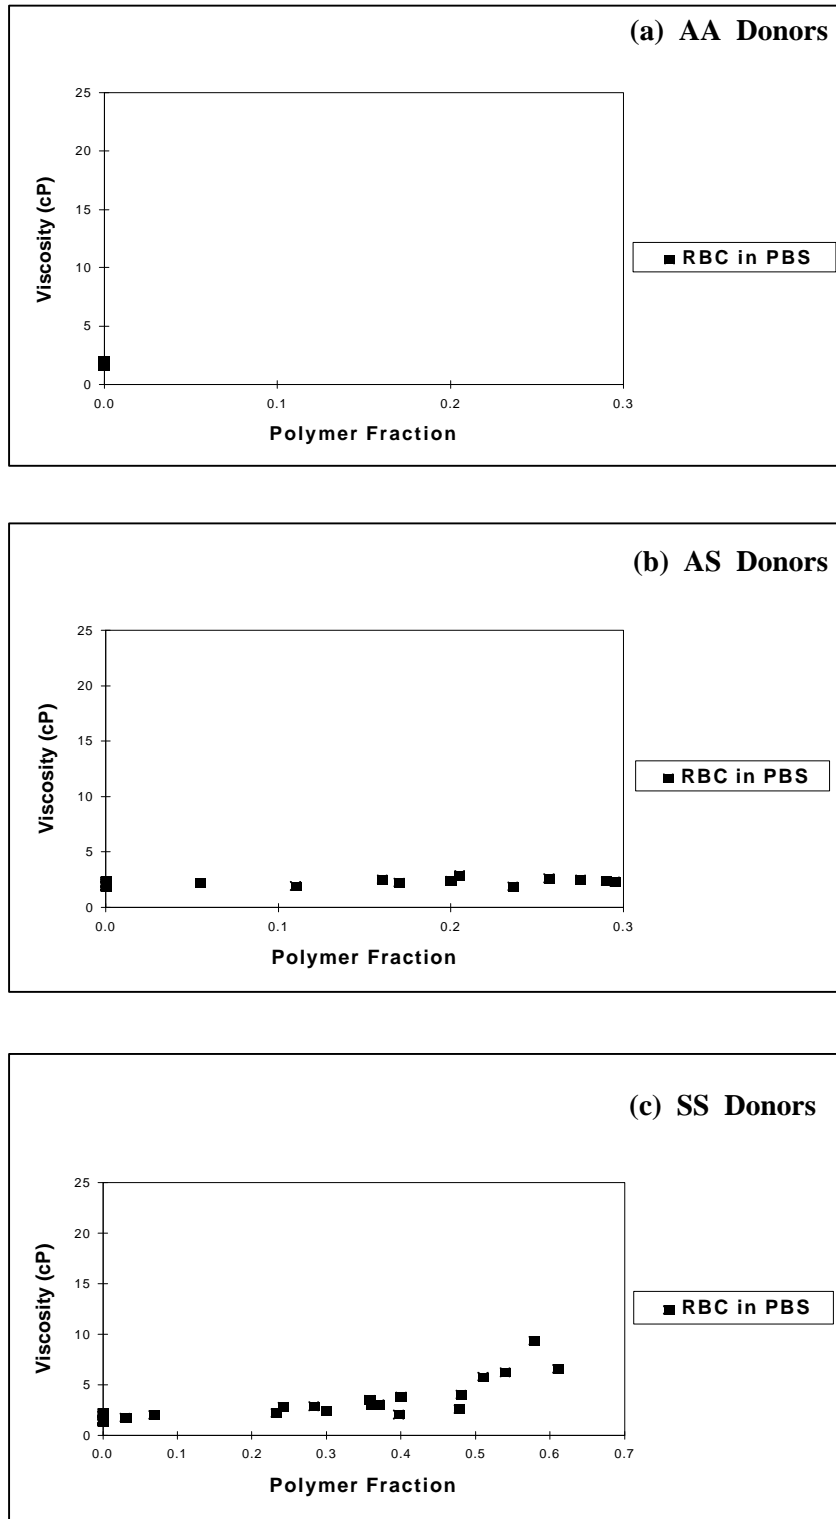 (a) AA Donors
25
20
15
10
5
0
0.0 0.1 0.2 0.3
Viscosity (cP)
Polymer Fraction
RBC in PBS
(b) AS Donors
25
20
15
10
5
0
0.0 0.1 0.2 0.3
Viscosity (cP)
Polymer Fraction
RBC in PBS
(c) SS Donors
25
20
15
10
5
0
0.0 0.1 0.2 0.3 0.4 0.5 0.6 0.7
Viscosity (cP)
Polymer Fraction
RBC in PBS